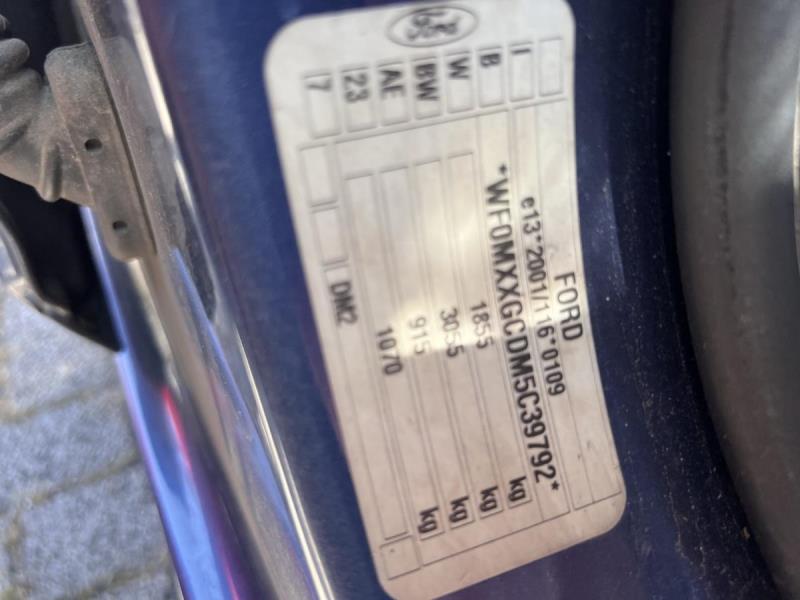 Ford
FORD
e13*2001/116*0109
*WF0MXXGCDM5C39792*
1855 kg
3055 kg
915 kg
1070 kg
DM2
I
B
W
BW
AE
23
7